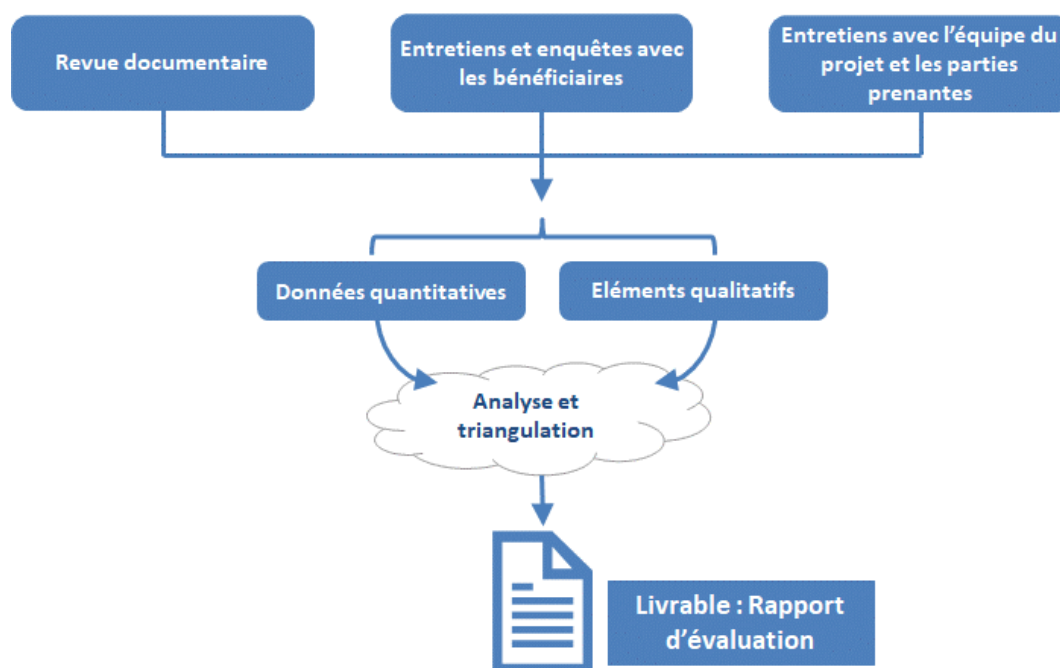 Revue documentaire
Entretiens et enquêtes avec
les bénéficiaires
Entretiens avec l’équipe du
projet et les parties
prenantes
Données quantitatives
Eléments qualitatifs
Analyse et
triangulation
Livrable : Rapport
d’évaluation